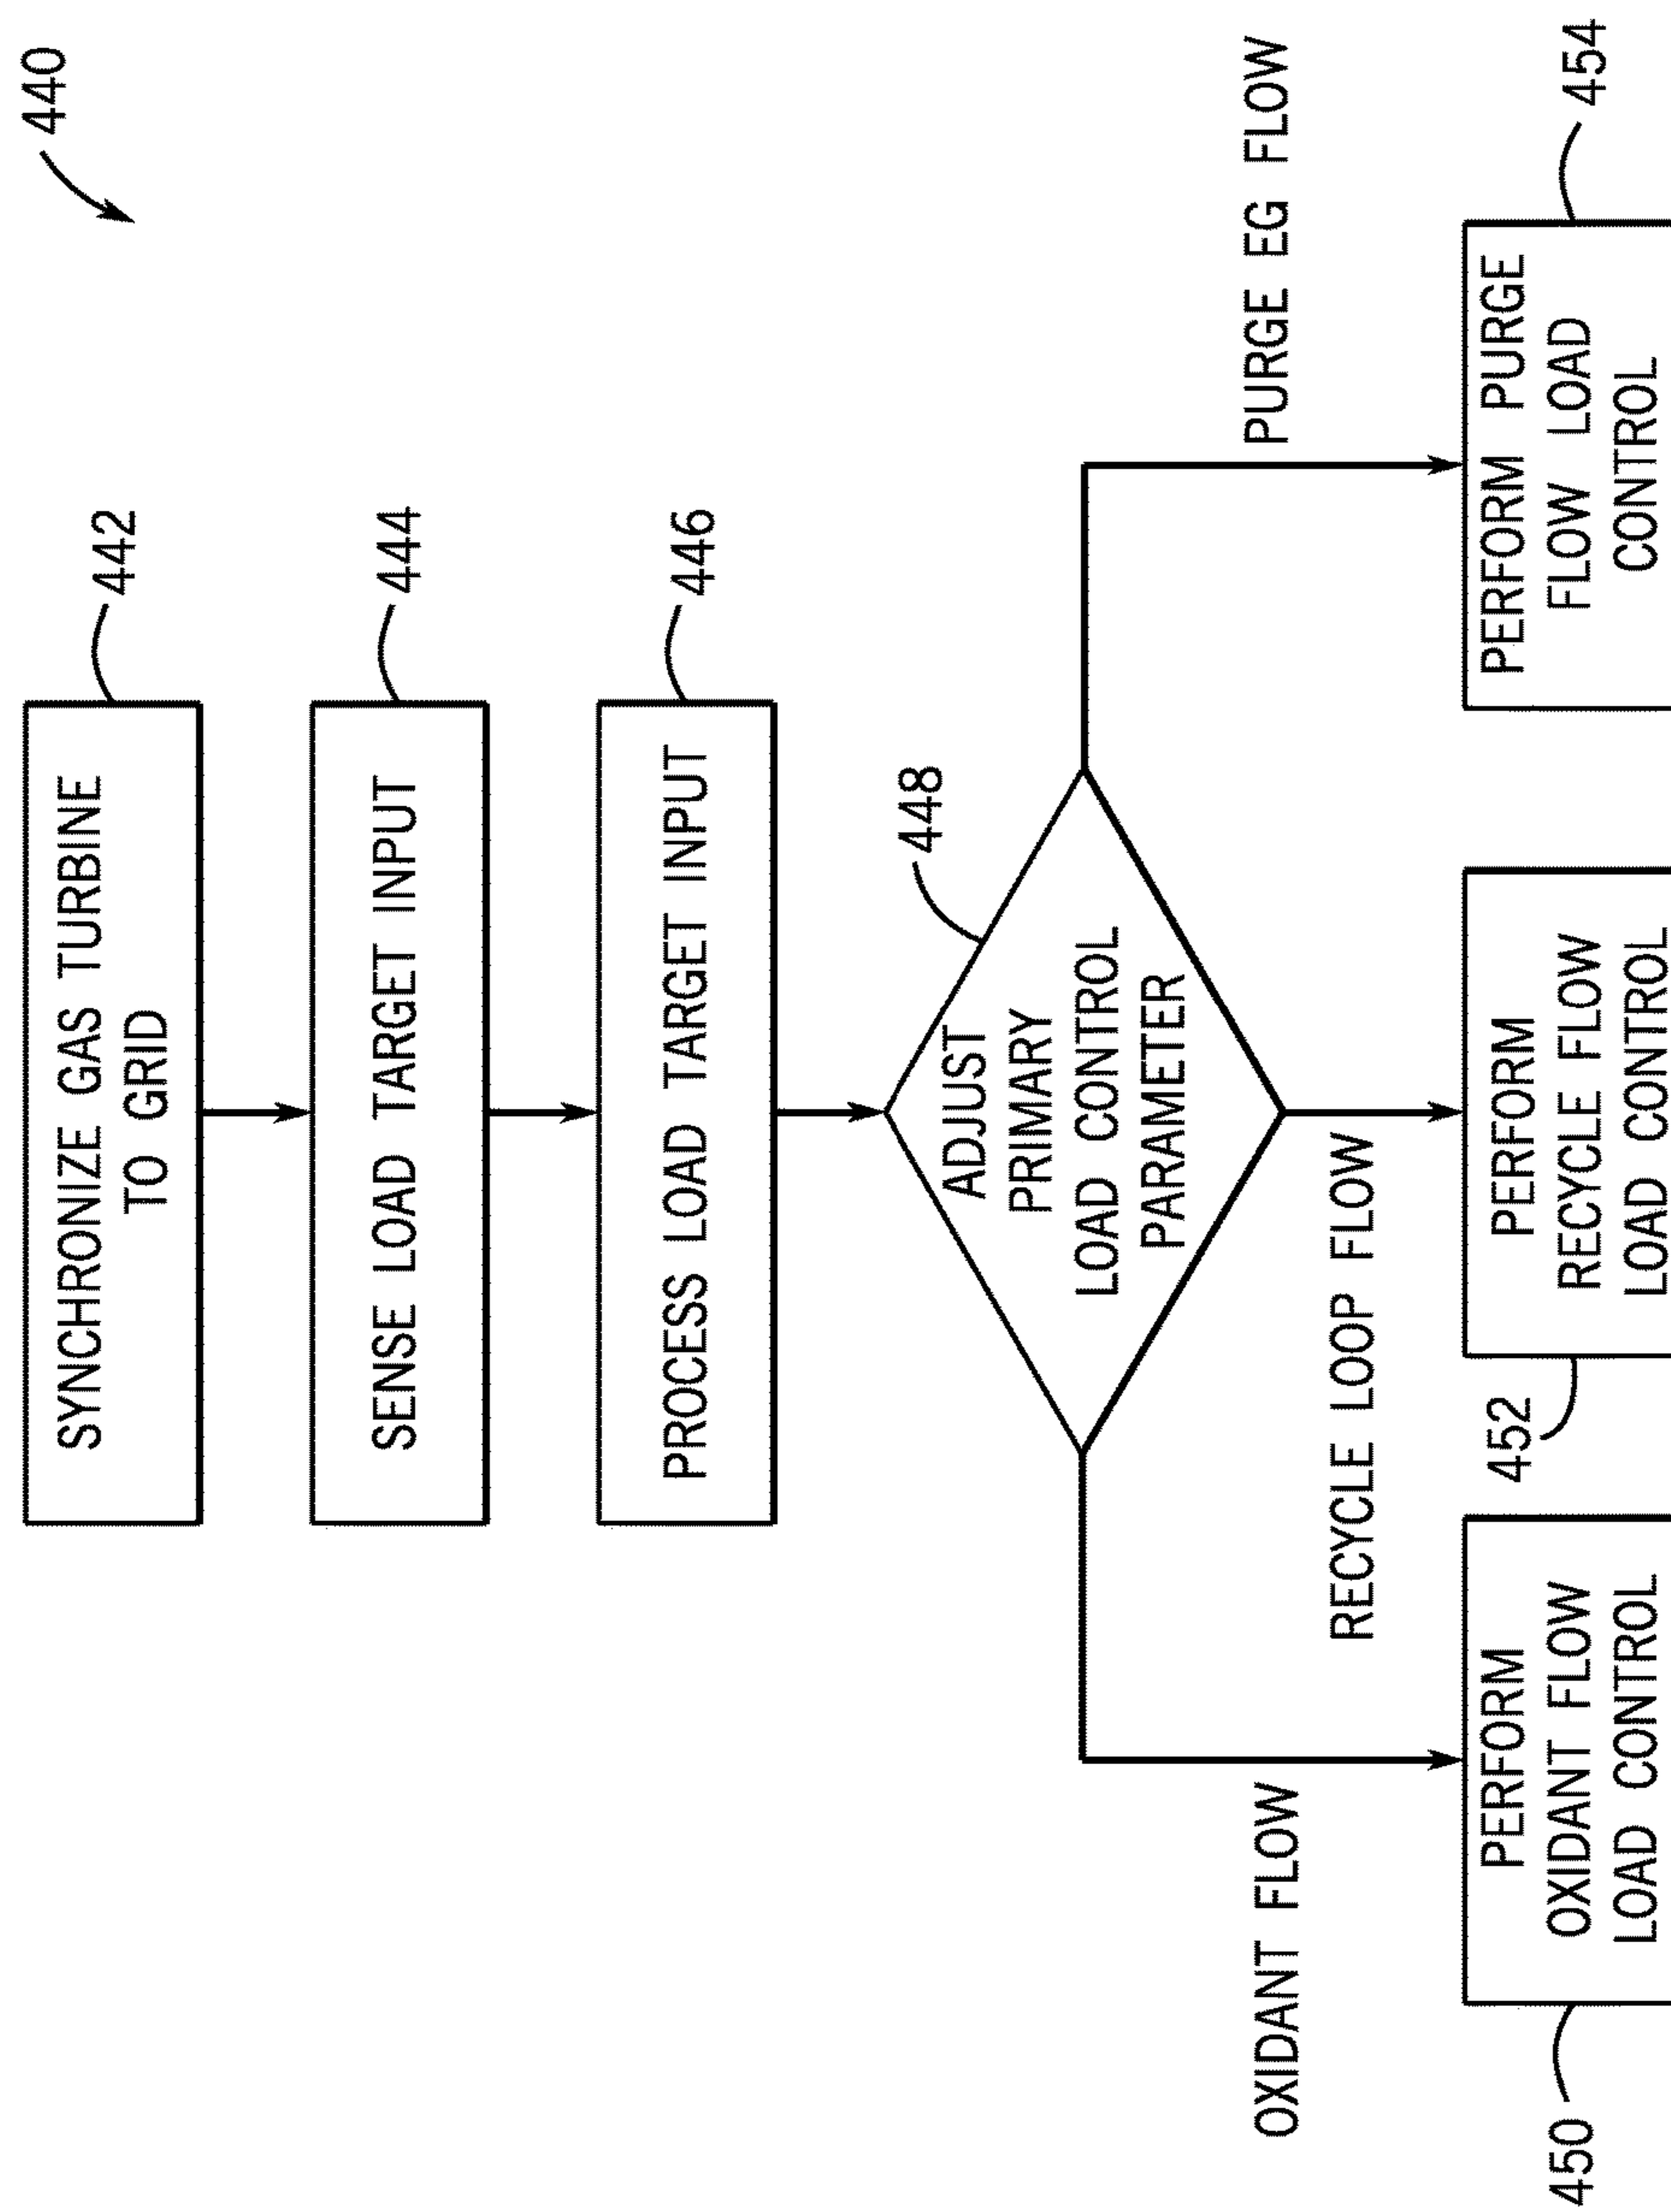 440
SYNCHRONIZE GAS TURBINE
TO GRID
442
SENSE LOAD TARGET INPUT
444
PROCESS LOAD TARGET INPUT
446
448
ADJUST
PRIMARY
LOAD CONTROL
PARAMETER
OXIDANT FLOW
RECYCLE LOOP FLOW
PURGE EG FLOW
450
PERFORM
OXIDANT FLOW
LOAD CONTROL
452
PERFORM
RECYCLE FLOW
LOAD CONTROL
PERFORM PURGE
FLOW LOAD
CONTROL
454